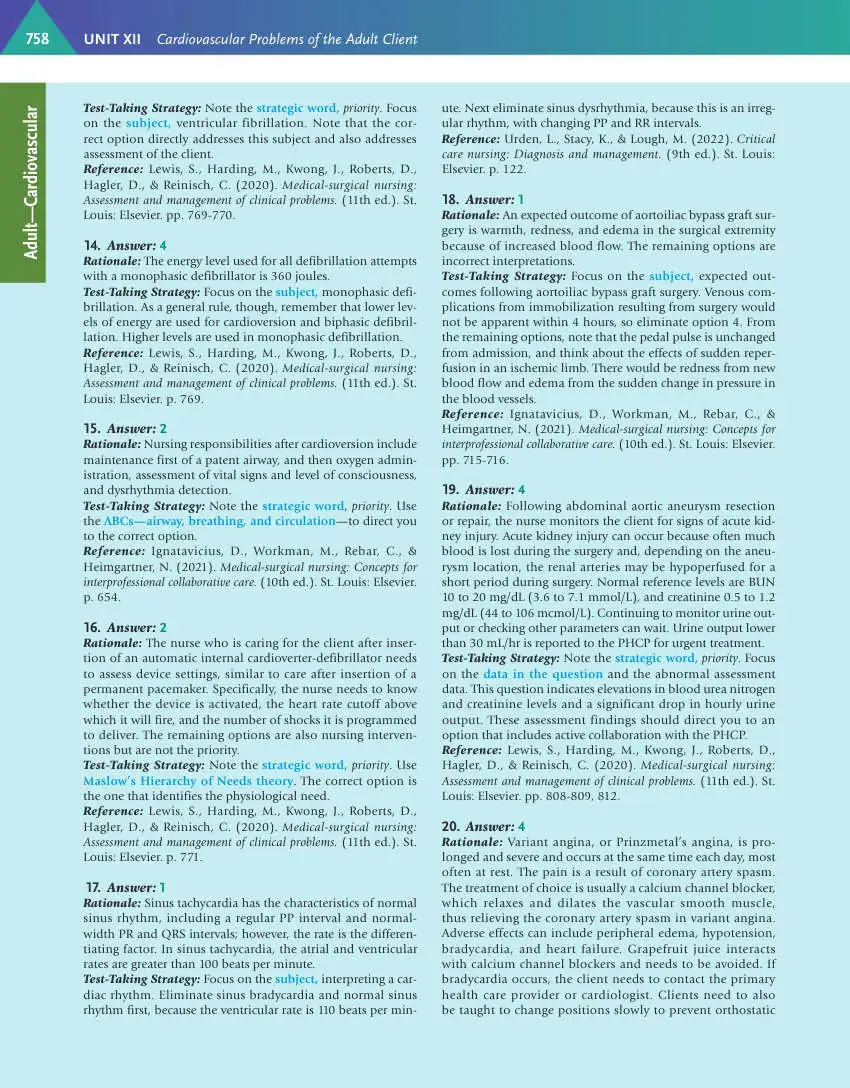 758
UNIT XII Cardiovascular Problems of the Adult Client
Adult—Cardiovascular
Test-Taking Strategy: Note the strategic word, priority. Focus
on the subject, ventricular fibrillation. Note that the cor-
rect option directly addresses this subject and also addresses
assessment of the client.
Reference: Lewis, S., Harding, M., Kwong, J., Roberts, D.,
Hagler, D., & Reinisch, C. (2020). Medical-surgical nursing:
Assessment and management of clinical problems. (11th ed.). St.
Louis: Elsevier. pp. 769-770.
14. Answer: 4
Rationale: The energy level used for all defibrillation attempts
with a monophasic defibrillator is 360 joules.
Test-Taking Strategy: Focus on the subject, monophasic defi-
brillation. As a general rule, though, remember that lower lev-
els of energy are used for cardioversion and biphasic defibril-
lation. Higher levels are used in monophasic defibrillation.
Reference: Lewis, S., Harding, M., Kwong, J., Roberts, D.,
Hagler, D., & Reinisch, C. (2020). Medical-surgical nursing:
Assessment and management of clinical problems. (11th ed.). St.
Louis: Elsevier. p. 769.
15. Answer: 2
Rationale: Nursing responsibilities after cardioversion include
maintenance first of a patent airway, and then oxygen admin-
istration, assessment of vital signs and level of consciousness,
and dysrhythmia detection.
Test-Taking Strategy: Note the strategic word, priority. Use
the ABCs—airway, breathing, and circulation—to direct you
to the correct option.
Reference: Ignatavicius, D., Workman, M., Rebar, C., &
Heimgartner, N. (2021). Medical-surgical nursing: Concepts for
interprofessional collaborative care. (10th ed.). St. Louis: Elsevier.
p. 654.
16. Answer: 2
Rationale: The nurse who is caring for the client after inser-
tion of an automatic internal cardioverter-defibrillator needs
to assess device settings, similar to care after insertion of a
permanent pacemaker. Specifically, the nurse needs to know
whether the device is activated, the heart rate cutoff above
which it will fire, and the number of shocks it is programmed
to deliver. The remaining options are also nursing interven-
tions but are not the priority.
Test-Taking Strategy: Note the strategic word, priority. Use
Maslow's Hierarchy of Needs theory. The correct option is
the one that identifies the physiological need.
Reference: Lewis, S., Harding, M., Kwong, J., Roberts, D.,
Hagler, D., & Reinisch, C. (2020). Medical-surgical nursing:
Assessment and management of clinical problems. (11th ed.). St.
Louis: Elsevier. p. 771.
17. Answer: 1
Rationale: Sinus tachycardia has the characteristics of normal
sinus rhythm, including a regular PP interval and normal-
width PR and QRS intervals; however, the rate is the differen-
tiating factor. In sinus tachycardia, the atrial and ventricular
rates are greater than 100 beats per minute.
Test-Taking Strategy: Focus on the subject, interpreting a car-
diac rhythm. Eliminate sinus bradycardia and normal sinus
rhythm first, because the ventricular rate is 110 beats per min-
ute. Next eliminate sinus dysrhythmia, because this is an irreg-
ular rhythm, with changing PP and RR intervals.
Reference: Urden, L., Stacy, K., & Lough, M. (2022). Critical
care nursing: Diagnosis and management. (9th ed.). St. Louis:
Elsevier. p. 122.
18. Answer: 1
Rationale: An expected outcome of aortoiliac bypass graft sur-
gery is warmth, redness, and edema in the surgical extremity
because of increased blood flow. The remaining options are
incorrect interpretations.
Test-Taking Strategy: Focus on the subject, expected out-
comes following aortoiliac bypass graft surgery. Venous com-
plications from immobilization resulting from surgery would
not be apparent within 4 hours, so eliminate option 4. From
the remaining options, note that the pedal pulse is unchanged
from admission, and think about the effects of sudden reper-
fusion in an ischemic limb. There would be redness from new
blood flow and edema from the sudden change in pressure in
the blood vessels.
Reference: Ignatavicius, D., Workman, M., Rebar, C., &
Heimgartner, N. (2021). Medical-surgical nursing: Concepts for
interprofessional collaborative care. (10th ed.). St. Louis: Elsevier.
pp. 715-716.
19. Answer: 4
Rationale: Following abdominal aortic aneurysm resection
or repair, the nurse monitors the client for signs of acute kid-
ney injury. Acute kidney injury can occur because often much
blood is lost during the surgery and, depending on the aneu-
rysm location, the renal arteries may be hypoperfused for a
short period during surgery. Normal reference levels are BUN
10 to 20 mg/dL (3.6 to 7.1 mmol/L), and creatinine 0.5 to 1.2
mg/dL (44 to 106 mcmol/L). Continuing to monitor urine out-
put or checking other parameters can wait. Urine output lower
than 30 mL/hr is reported to the PHCP for urgent treatment.
Test-Taking Strategy: Note the strategic word, priority. Focus
on the data in the question and the abnormal assessment
data. This question indicates elevations in blood urea nitrogen
and creatinine levels and a significant drop in hourly urine
output. These assessment findings should direct you to an
option that includes active collaboration with the PHCP.
Reference: Lewis, S., Harding, M., Kwong, J., Roberts, D.,
Hagler, D., & Reinisch, C. (2020). Medical-surgical nursing:
Assessment and management of clinical problems. (11th ed.). St.
Louis: Elsevier. pp. 808-809, 812.
20. Answer: 4
Rationale: Variant angina, or Prinzmetal's angina, is pro-
longed and severe and occurs at the same time each day, most
often at rest. The pain is a result of coronary artery spasm.
The treatment of choice is usually a calcium channel blocker,
which relaxes and dilates the vascular smooth muscle,
thus relieving the coronary artery spasm in variant angina.
Adverse effects can include peripheral edema, hypotension,
bradycardia, and heart failure. Grapefruit juice interacts
with calcium channel blockers and needs to be avoided. If
bradycardia occurs, the client needs to contact the primary
health care provider or cardiologist. Clients need to also
be taught to change positions slowly to prevent orthostatic